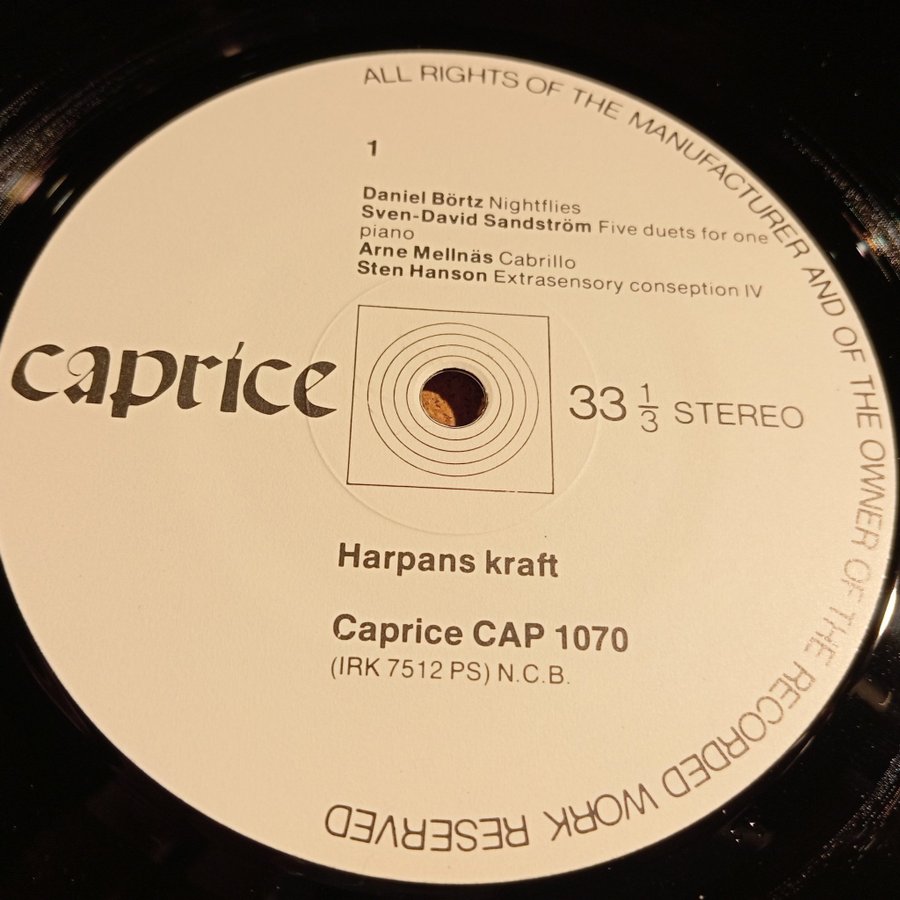 ALL RIGHTS OF THE MANUFACTURER AND OF THE OWNER OF THE RECORDED WORK RESERVED
1
Daniel Börtz Nightflies
Sven-David Sandström Five duets for one
piano
Arne Mellnäs Cabrillo
Sten Hanson Extrasensory conseption IV
caprice
33 1/3 STEREO
Harpans kraft
Caprice CAP 1070
(IRK 7512 PS) N.C.B.